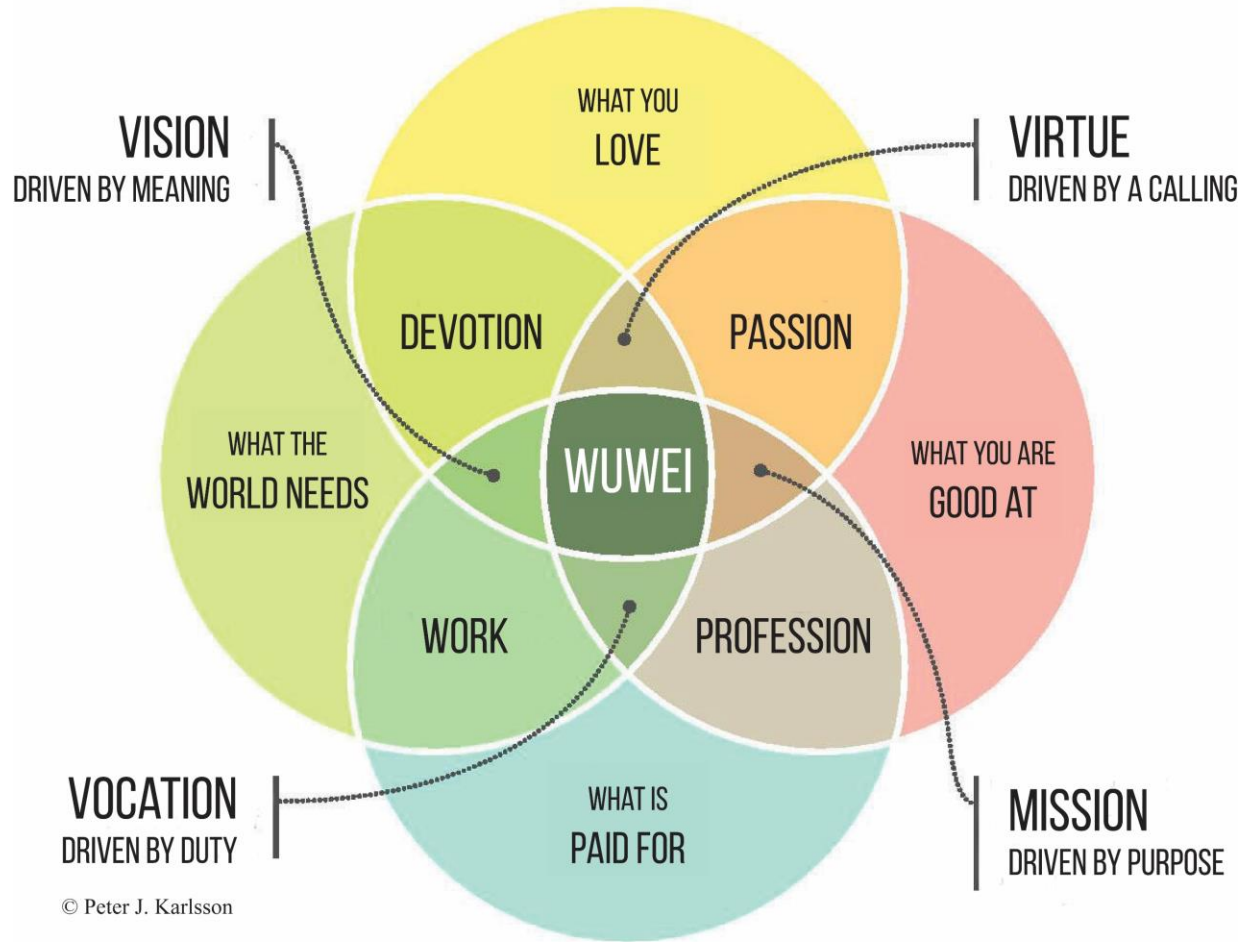 WHAT YOU
LOVE
VISION
DRIVEN BY MEANING
VIRTUE
DRIVEN BY A CALLING
DEVOTION
PASSION
WHAT THE
WORLD NEEDS
WUWEI
WHAT YOU ARE
GOOD AT
WORK
PROFESSION
VOCATION
DRIVEN BY DUTY
WHAT IS
PAID FOR
MISSION
DRIVEN BY PURPOSE
© Peter J. Karlsson